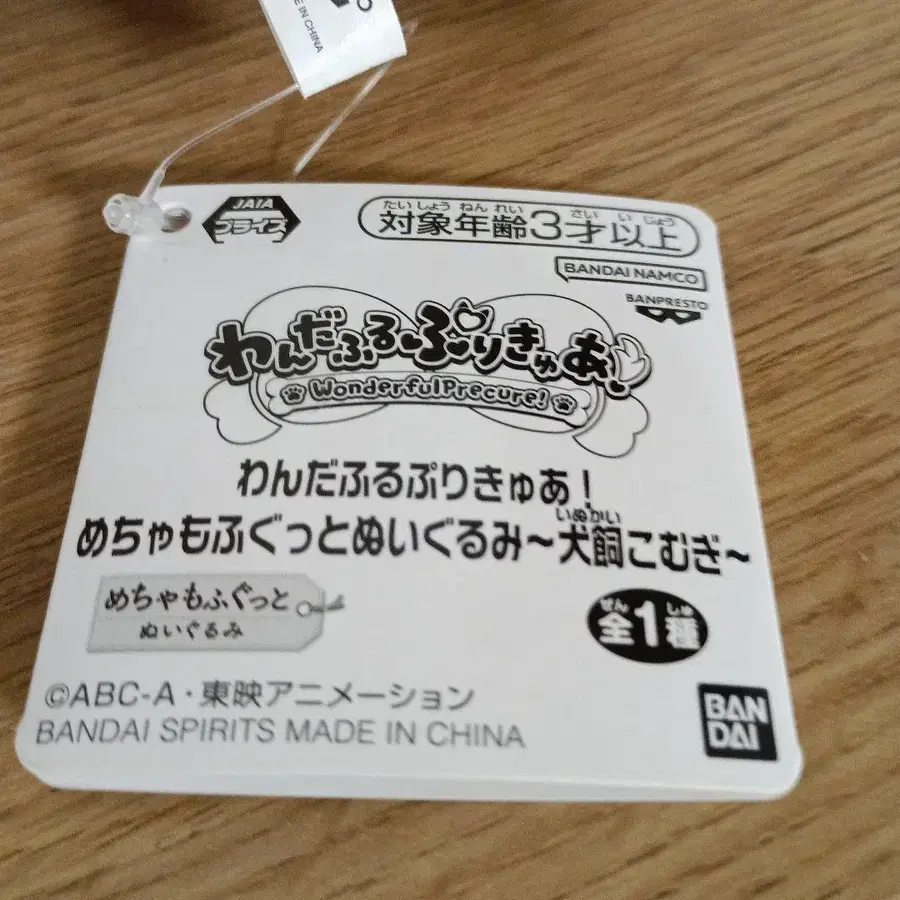 MADE IN CHINA
JAIA
プライズ
たいしょうねんれい さい いじょう
対象年齢3才以上
BANDAI NAMCO
BANPRESTO
わんだふるぷりきゅあ!
WonderfulPrecure!
わんだふるぷりきゅあ！
いぬかい
めちゃもふぐっとぬいぐるみ～犬飼こむぎ～
めちゃもふぐっと
ぬいぐるみ
ぜん しゅ
全1種
©ABC-A・東映アニメーション
BANDAI SPIRITS MADE IN CHINA
BAN
DAI